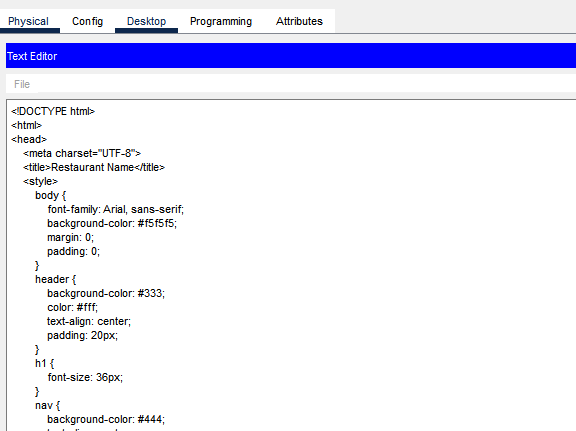 Physical Config Desktop Programming Attributes
Text Editor
File
<!DOCTYPE html>
<html>
<head>
    <meta charset="UTF-8">
    <title>Restaurant Name</title>
    <style>
        body {
            font-family: Arial, sans-serif;
            background-color: #f5f5f5;
            margin: 0;
            padding: 0;
        }
        header {
            background-color: #333;
            color: #fff;
            text-align: center;
            padding: 20px;
        }
        h1 {
            font-size: 36px;
        }
        nav {
            background-color: #444;